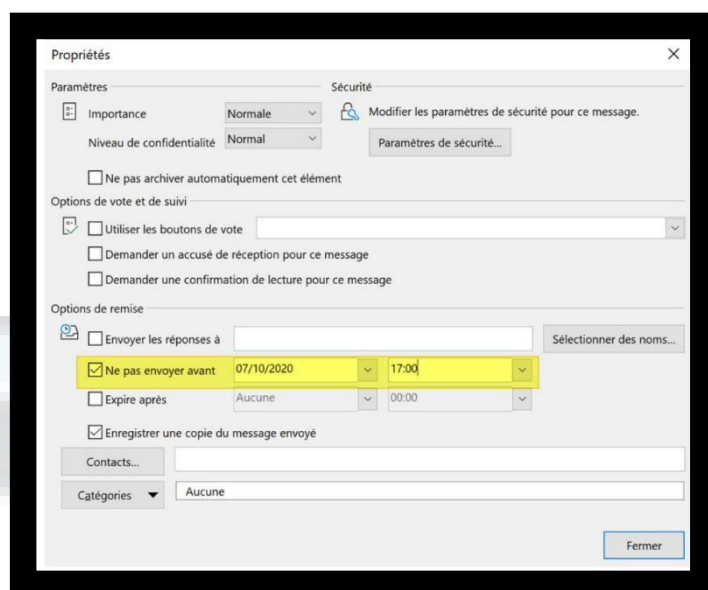 Propriétés
Paramètres Sécurité
Importance Normale Modifier les paramètres de sécurité pour ce message.
Niveau de confidentialité Normal Paramètres de sécurité...
Ne pas archiver automatiquement cet élément
Options de vote et de suivi
Utiliser les boutons de vote
Demander un accusé de réception pour ce message
Demander une confirmation de lecture pour ce message
Options de remise
Envoyer les réponses à Sélectionner des noms...
Ne pas envoyer avant 07/10/2020 17:00
Expire après Aucune 00:00
Enregistrer une copie du message envoyé
Contacts...
Catégories Aucune
Fermer